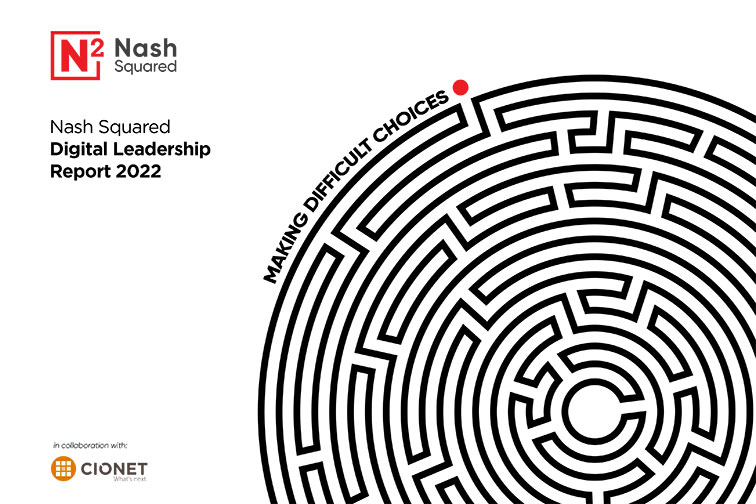 N2 Nash
Squared
Nash Squared
Digital Leadership
Report 2022
MAKING DIFFICULT CHOICES
in collaboration with:
CIONET
What's next.